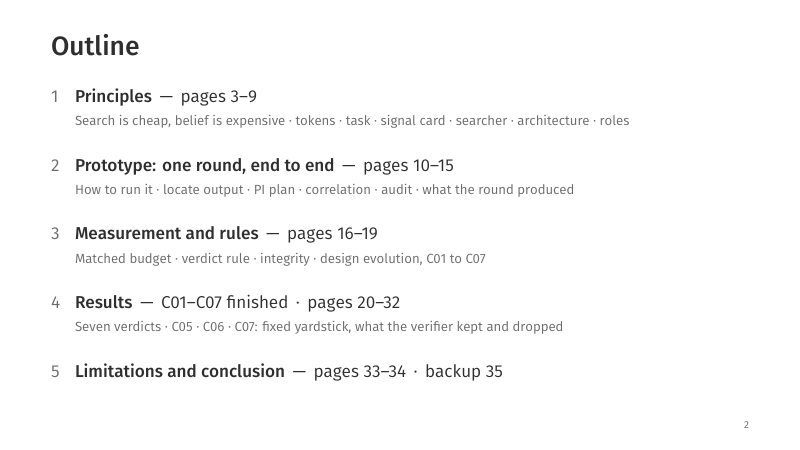 Outline
1 Principles — pages 3–9
Search is cheap, belief is expensive · tokens · task · signal card · searcher · architecture · roles
2 Prototype: one round, end to end — pages 10–15
How to run it · locate output · PI plan · correlation · audit · what the round produced
3 Measurement and rules — pages 16–19
Matched budget · verdict rule · integrity · design evolution, C01 to C07
4 Results — C01–C07 finished · pages 20–32
Seven verdicts · C05 · C06 · C07: fixed yardstick, what the verifier kept and dropped
5 Limitations and conclusion — pages 33–34 · backup 35
2